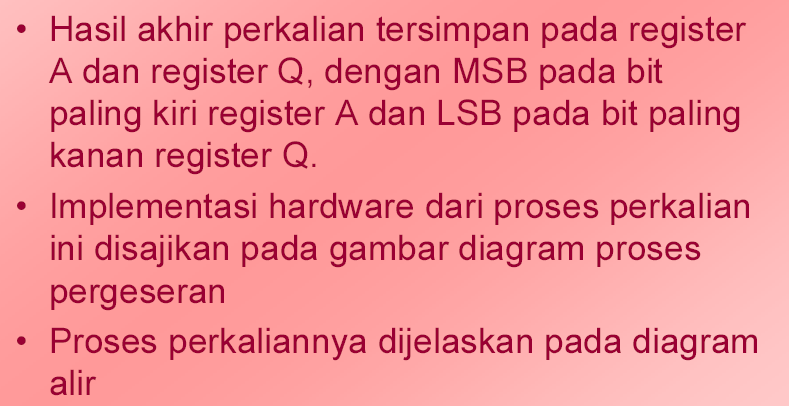 • Hasil akhir perkalian tersimpan pada register
A dan register Q, dengan MSB pada bit
paling kiri register A dan LSB pada bit paling
kanan register Q.
• Implementasi hardware dari proses perkalian
ini disajikan pada gambar diagram proses
pergeseran
• Proses perkaliannya dijelaskan pada diagram
alir